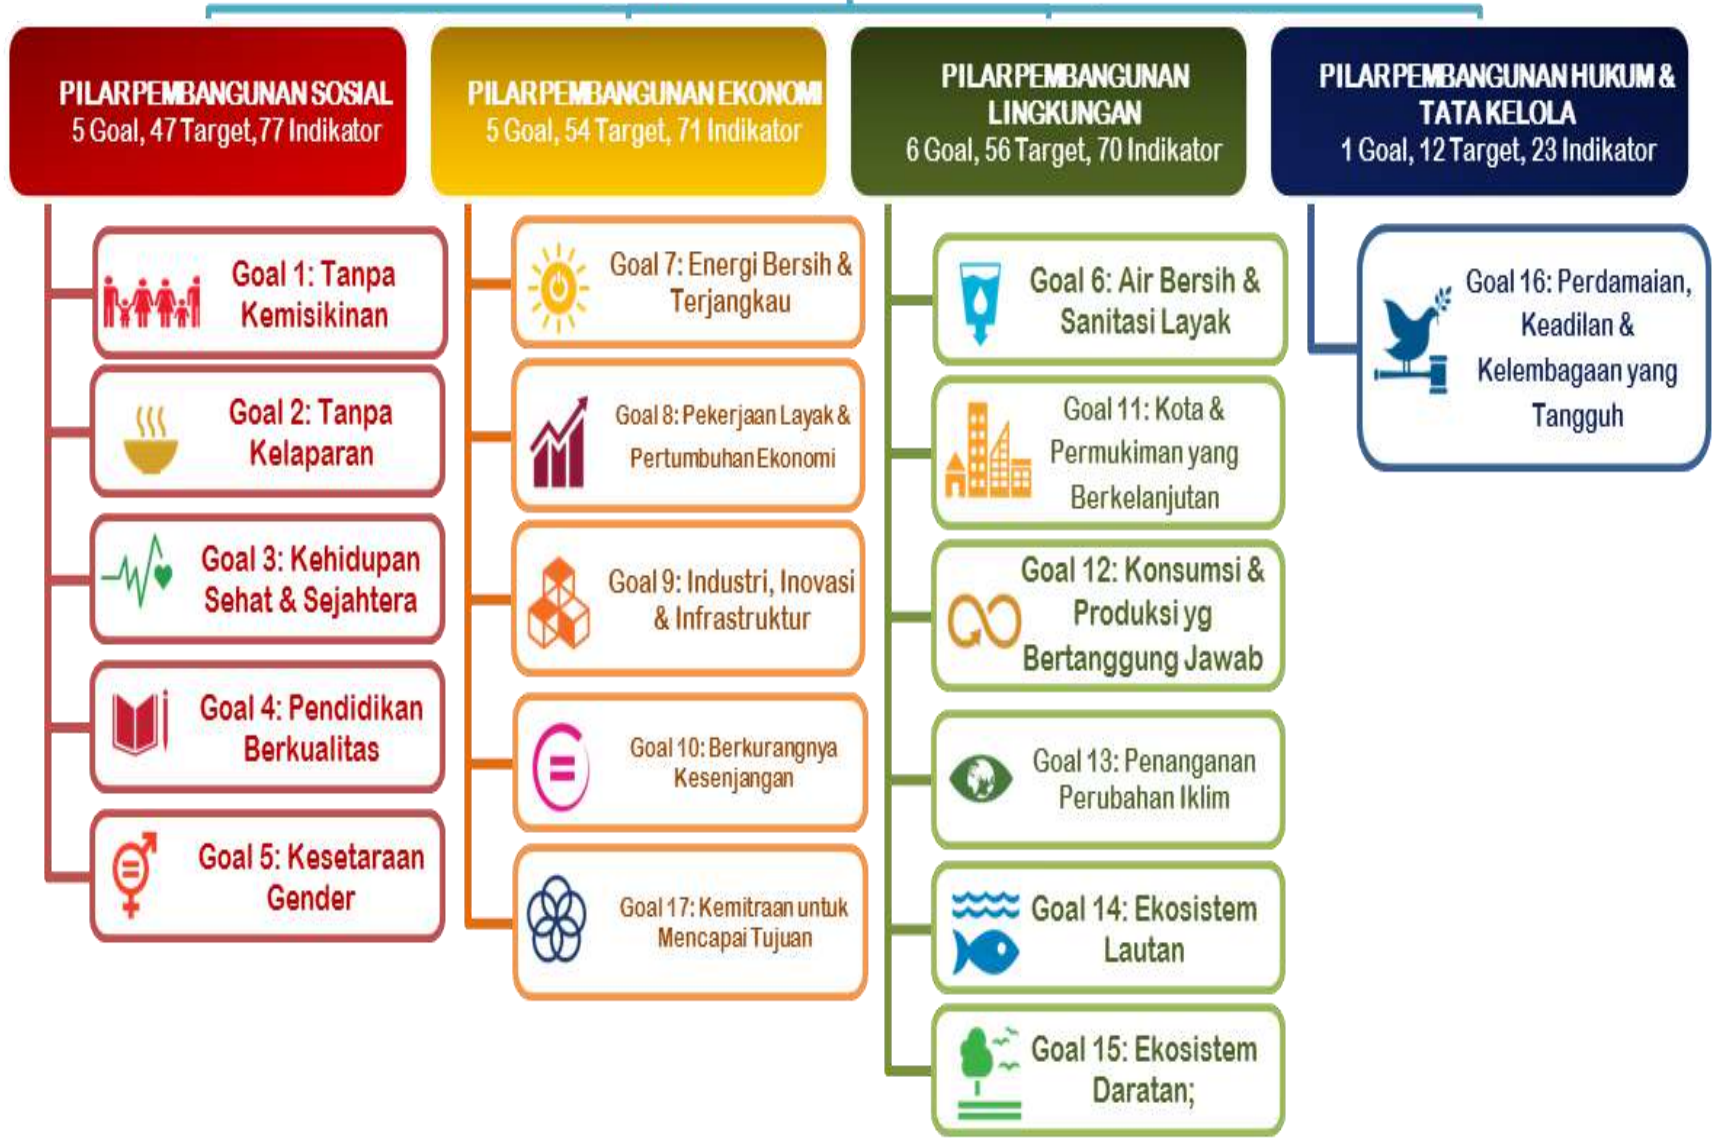 PILAR PEMBANGUNAN SOSIAL
5 Goal, 47 Target, 77 Indikator
Goal 1: Tanpa
Kemisikinan
Goal 2: Tanpa
Kelaparan
Goal 3: Kehidupan
Sehat & Sejahtera
Goal 4: Pendidikan
Berkualitas
Goal 5: Kesetaraan
Gender
PILAR PEMBANGUNAN EKONOMI
5 Goal, 54 Target, 71 Indikator
Goal 7: Energi Bersih &
Terjangkau
Goal 8: Pekerjaan Layak &
Pertumbuhan Ekonomi
Goal 9: Industri, Inovasi
& Infrastruktur
Goal 10: Berkurangnya
Kesenjangan
Goal 17: Kemitraan untuk
Mencapai Tujuan
PILAR PEMBANGUNAN
LINGKUNGAN
6 Goal, 56 Target, 70 Indikator
Goal 6: Air Bersih &
Sanitasi Layak
Goal 11: Kota &
Permukiman yang
Berkelanjutan
Goal 12: Konsumsi &
Produksi yg
Bertanggung Jawab
Goal 13: Penanganan
Perubahan Iklim
Goal 14: Ekosistem
Lautan
Goal 15: Ekosistem
Daratan;
PILAR PEMBANGUNAN HUKUM &
TATA KELOLA
1 Goal, 12 Target, 23 Indikator
Goal 16: Perdamaian,
Keadilan &
Kelembagaan yang
Tangguh